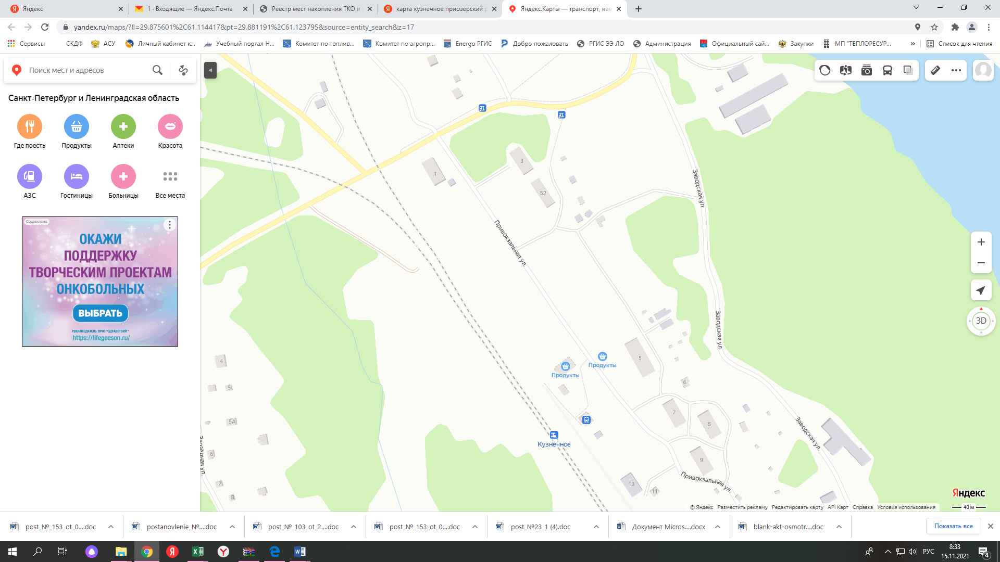 Яндекс
1 · Входящие — Яндекс.Почта
Реестр мест накопления ТКО и
карта кузнечное приозерский р
Яндекс.Карты — транспорт, нав
yandex.ru/maps/?ll=29.875601%2C61.114417&pt=29.881191%2C61.123795&source=entity_search&z=17
Сервисы
СКДФ
АСУ
Личный кабинет к...
Учебный портал Н...
Комитет по топлив...
Комитет по агропр...
Energo РГИС
Добро пожаловать
РГИС ЭЭ ЛО
Администрация
Официальный сай...
Закупки
МП "ТЕПЛОРЕСУР...
»
Список для чтения
Поиск мест и адресов
Санкт-Петербург и Ленинградская область
Где поесть
Продукты
Аптеки
Красота
АЗС
Гостиницы
Больницы
Все места
Соцреклама
ОКАЖИ
ПОДДЕРЖКУ
ТВОРЧЕСКИМ ПРОЕКТАМ
ОНКОБОЛЬНЫХ
ВЫБРАТЬ
РЕКЛАМОДАТЕЛЬ: ВРОО "ЗДРАВСТВУЙ!"
https://lifegoeson.ru/
1
3
52
Заводская ул.
Привокзальная ул.
Заводская ул.
5
Продукты
Продукты
4
5
6
5А
7
8
Заводская ул.
Кузнечное
6
Заозёрная ул.
9
Привокзальная ул.
13
11
7
8
Яндекс
© Яндекс
Разместить рекламу
Редактировать карту
API Карт
Справка
Условия использования
40 м
3D
post_№_153_ot_0....doc
postanovlenie_№....doc
post_№_103_ot_2....doc
post_№_153_ot_0....doc
post_№23_1 (4).doc
Документ Micros....docx
blank-akt-osmotr....doc
Показать все
РУС
8:33
15.11.2021
4